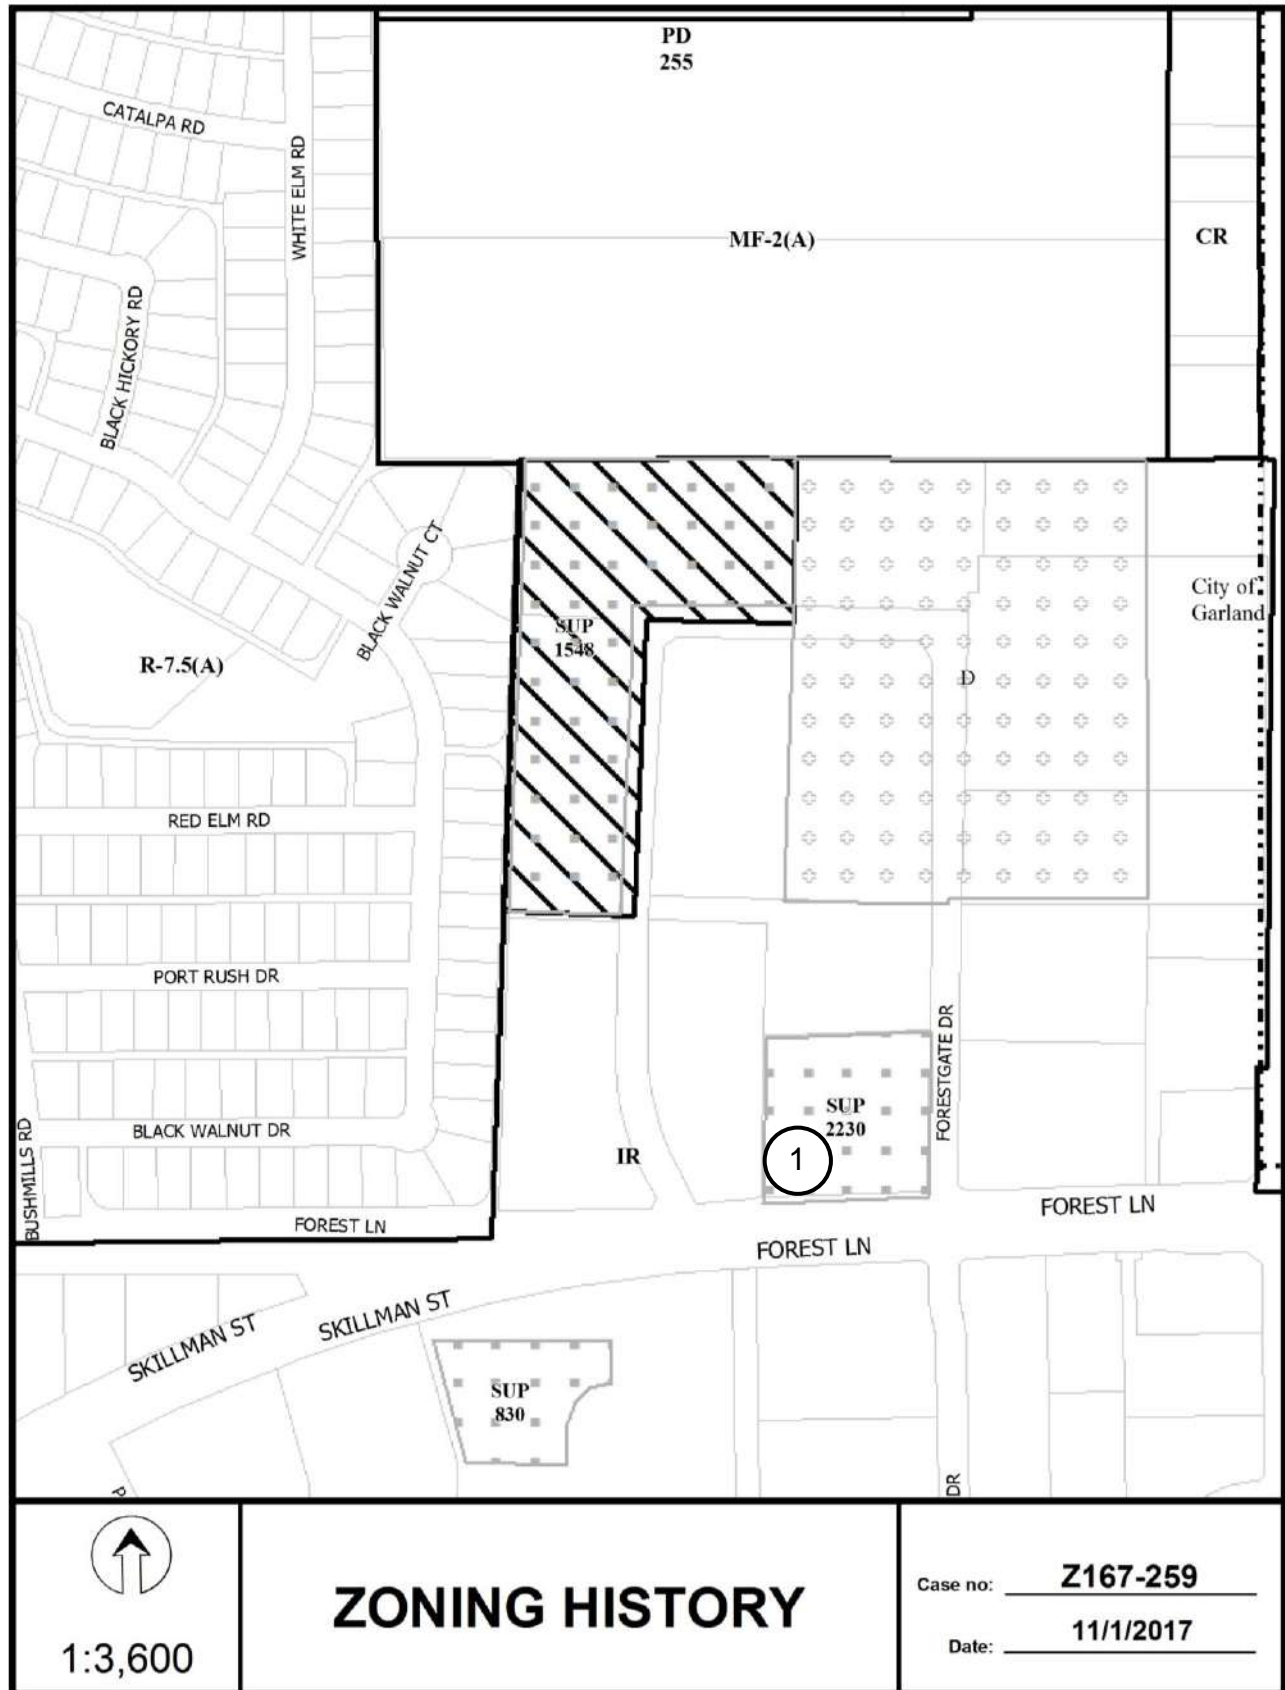 PD
255
CATALPA RD
WHITE ELM RD
MF-2(A)
CR
BLACK HICKORY RD
BLACK WALNUT CT
City of
Garland
SUP
1548
R-7.5(A)
D
RED ELM RD
PORT RUSH DR
FORESTGATE DR
SUP
2230
BLACK WALNUT DR
BUSHMILLS RD
IR
1
FOREST LN
FOREST LN
FOREST LN
SKILLMAN ST
SKILLMAN ST
SUP
830
P
DR
1:3,600
ZONING HISTORY
Case no: Z167-259
Date: 11/1/2017